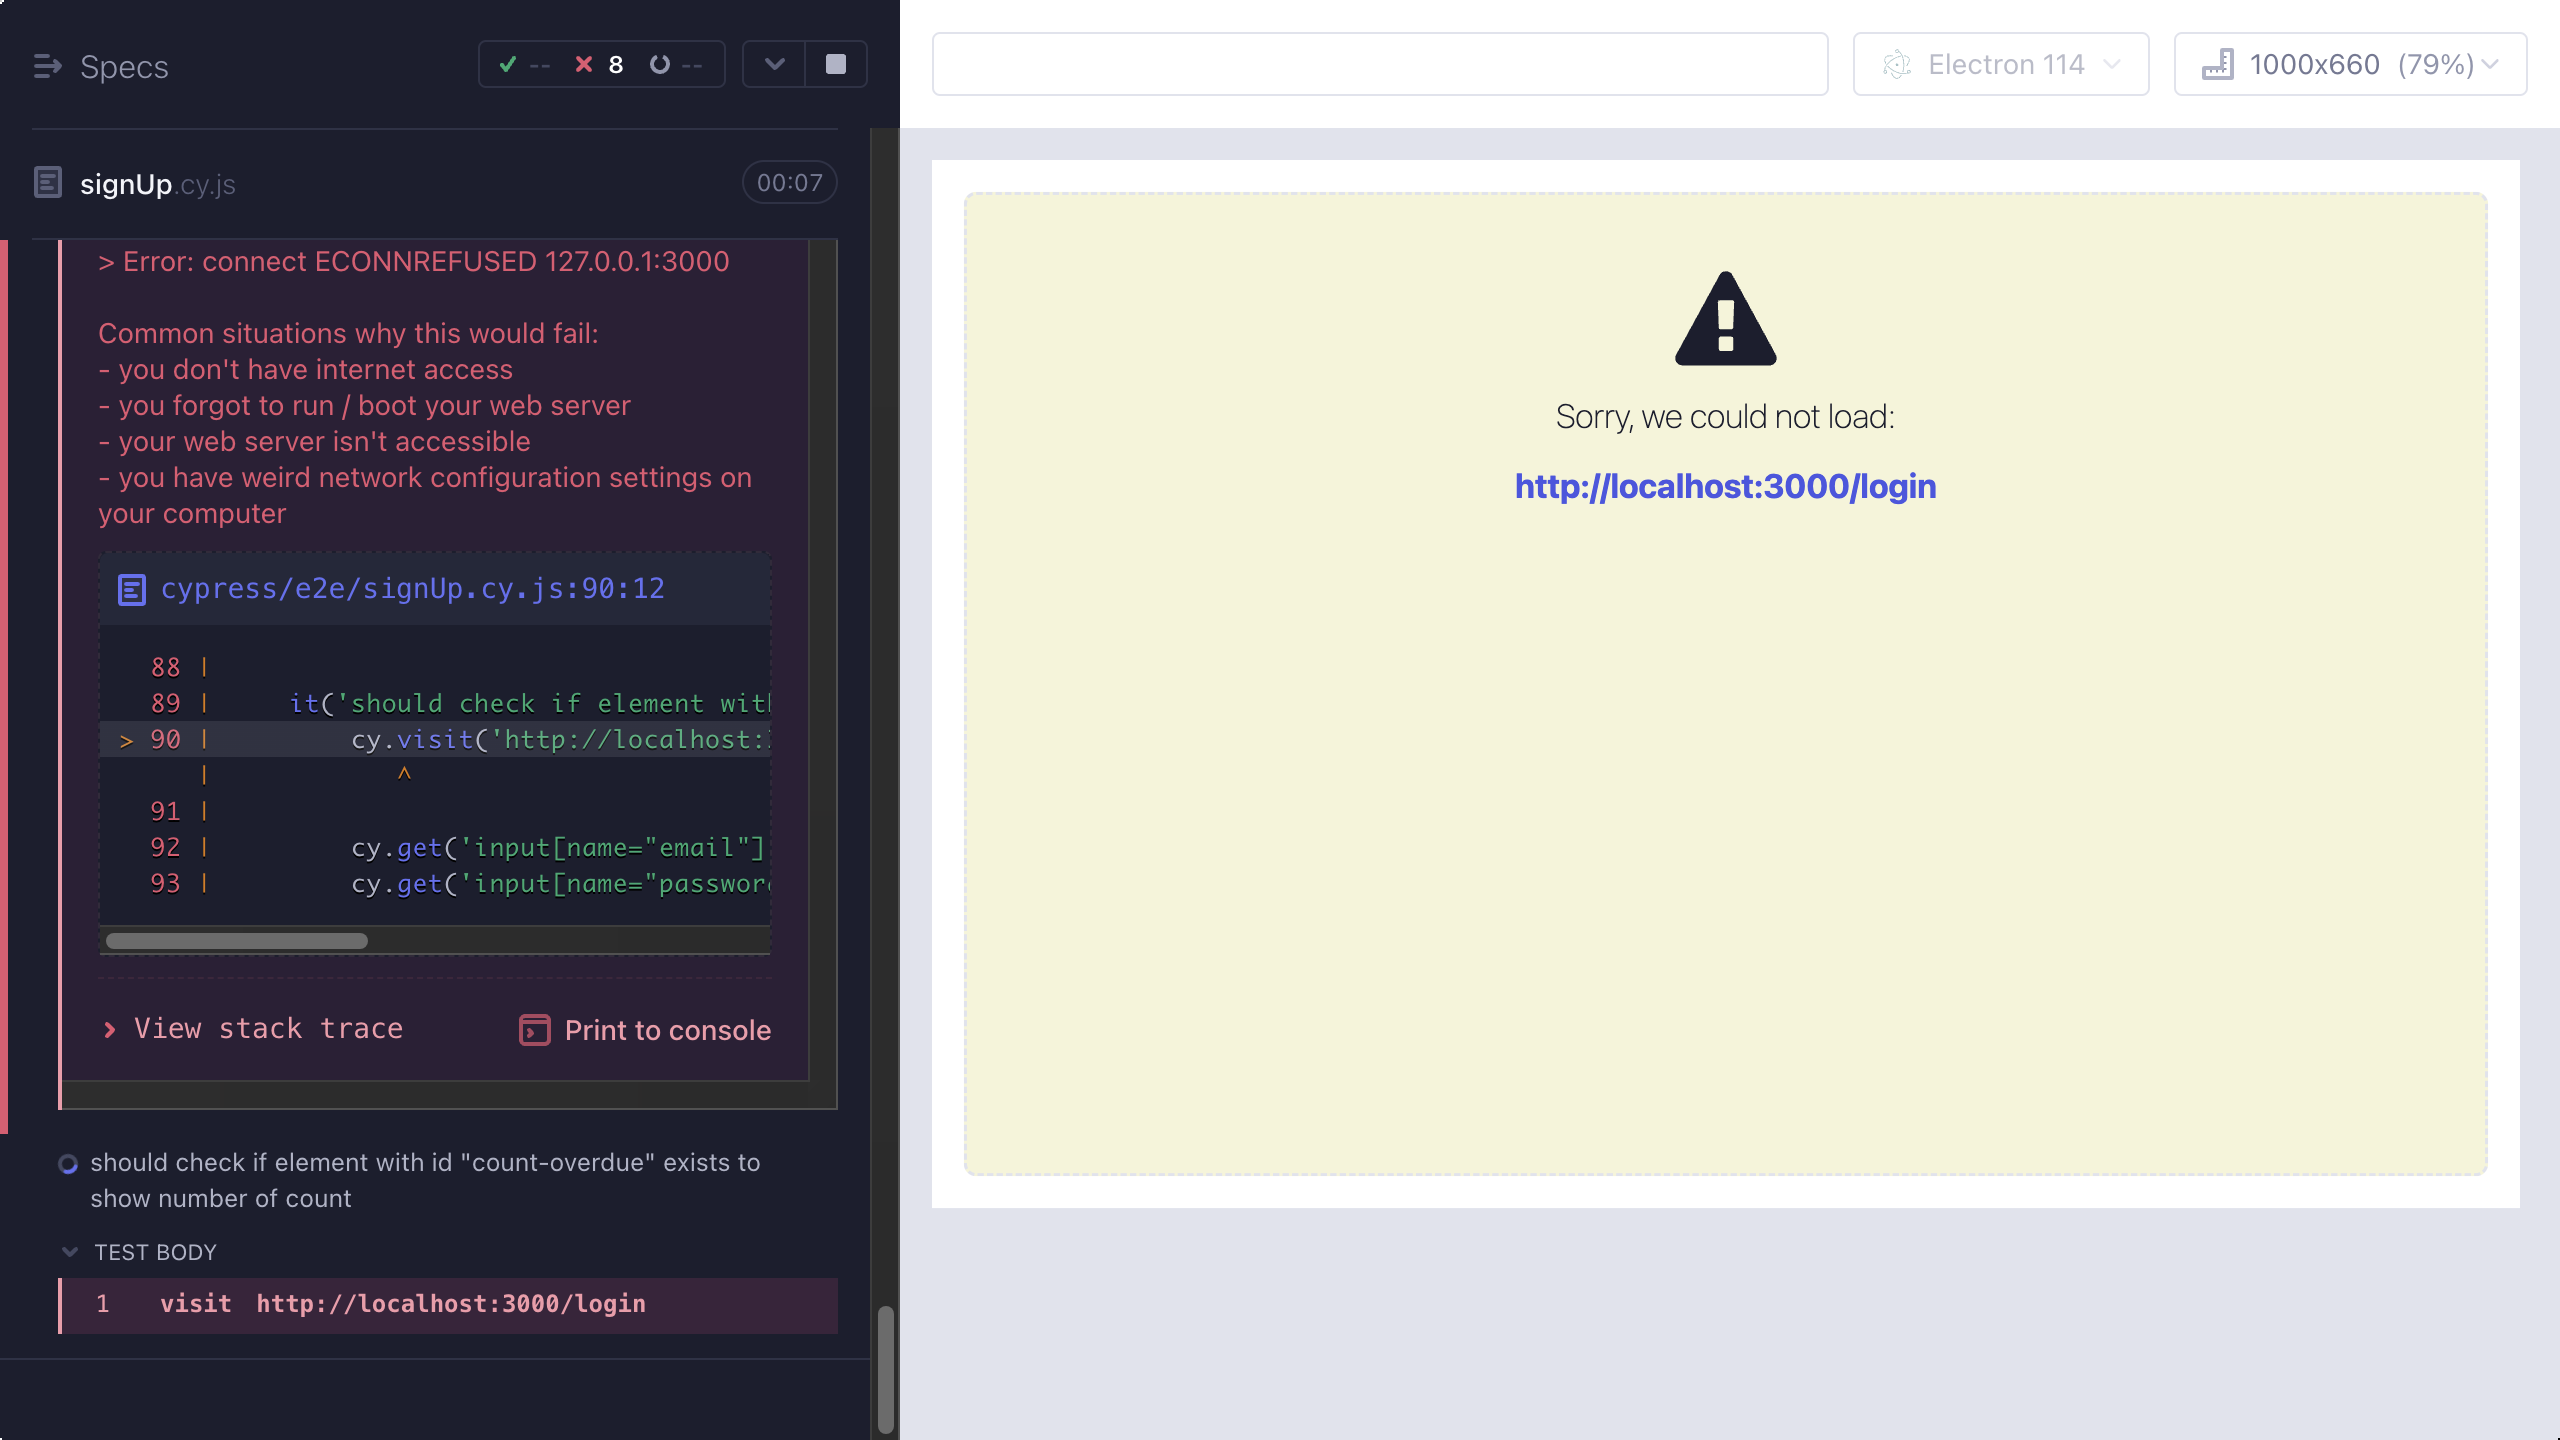 Specs
-- 8 --
signUp.cy.js
00:07
> Error: connect ECONNREFUSED 127.0.0.1:3000
Common situations why this would fail:
- you don't have internet access
- you forgot to run / boot your web server
- your web server isn't accessible
- you have weird network configuration settings on
your computer
cypress/e2e/signUp.cy.js:90:12
88 |
89 | it('should check if element with
> 90 | cy.visit('http://localhost:
| ^
91 |
92 | cy.get('input[name="email"]
93 | cy.get('input[name="password
View stack trace
Print to console
should check if element with id "count-overdue" exists to
show number of count
TEST BODY
1 visit http://localhost:3000/login
Electron 114
1000x660 (79%)
Sorry, we could not load:
http://localhost:3000/login